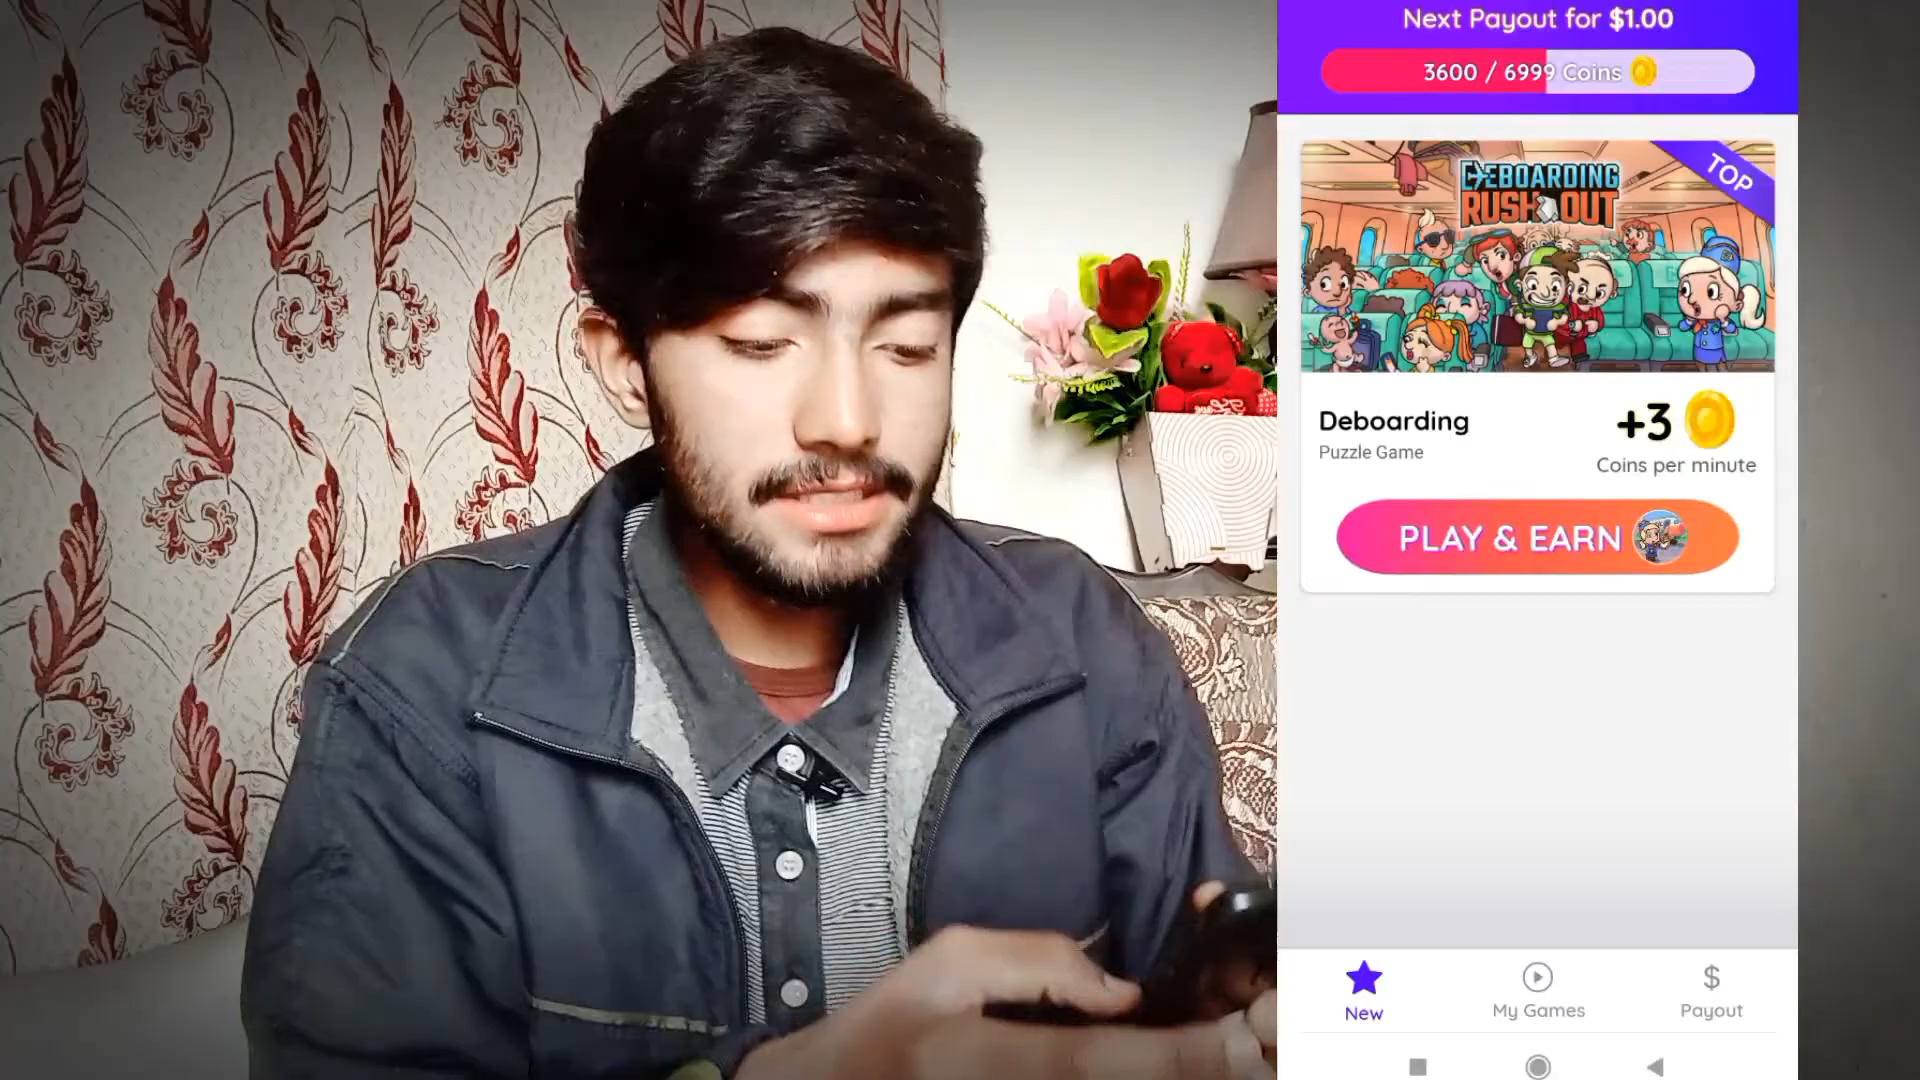 Next Payout for $1.00
3600 / 6999 Coins
DEBOARDING
RUSH OUT
TOP
Deboarding
Puzzle Game
+3
Coins per minute
PLAY & EARN
New
My Games
$
Payout